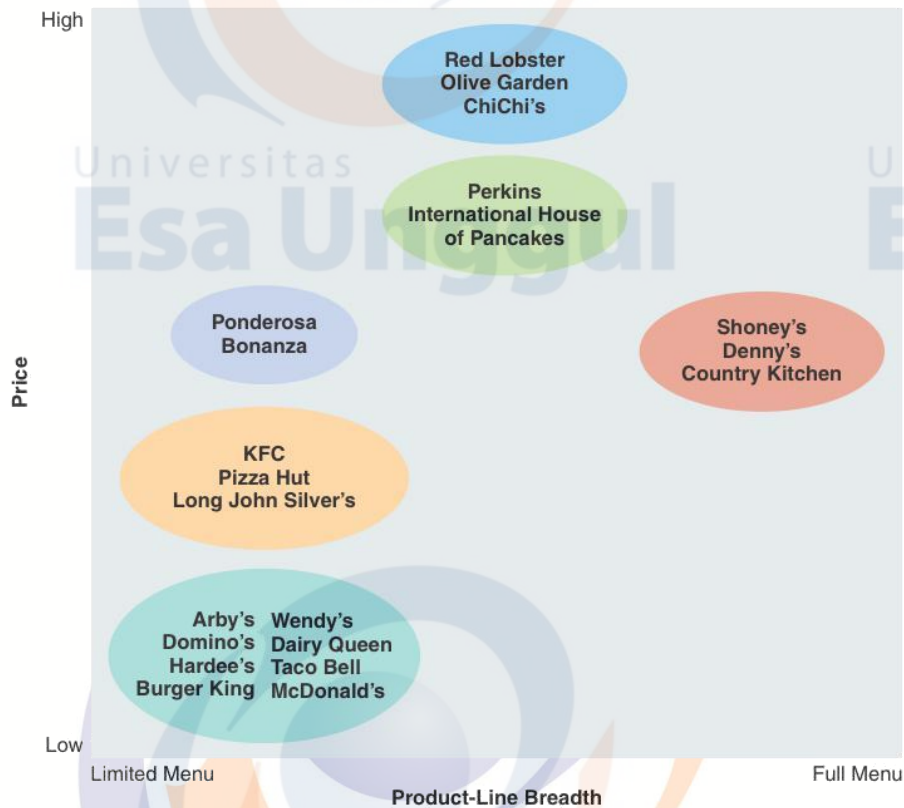 High
Red Lobster
Olive Garden
ChiChi's
Universitas
Esa Unggul
U
E
Perkins
International House
of Pancakes
Ponderosa
Bonanza
Shoney's
Denny's
Country Kitchen
Price
KFC
Pizza Hut
Long John Silver's
Arby's Wendy's
Domino's Dairy Queen
Hardee's Taco Bell
Burger King McDonald's
Low
Limited Menu Full Menu
Product-Line Breadth